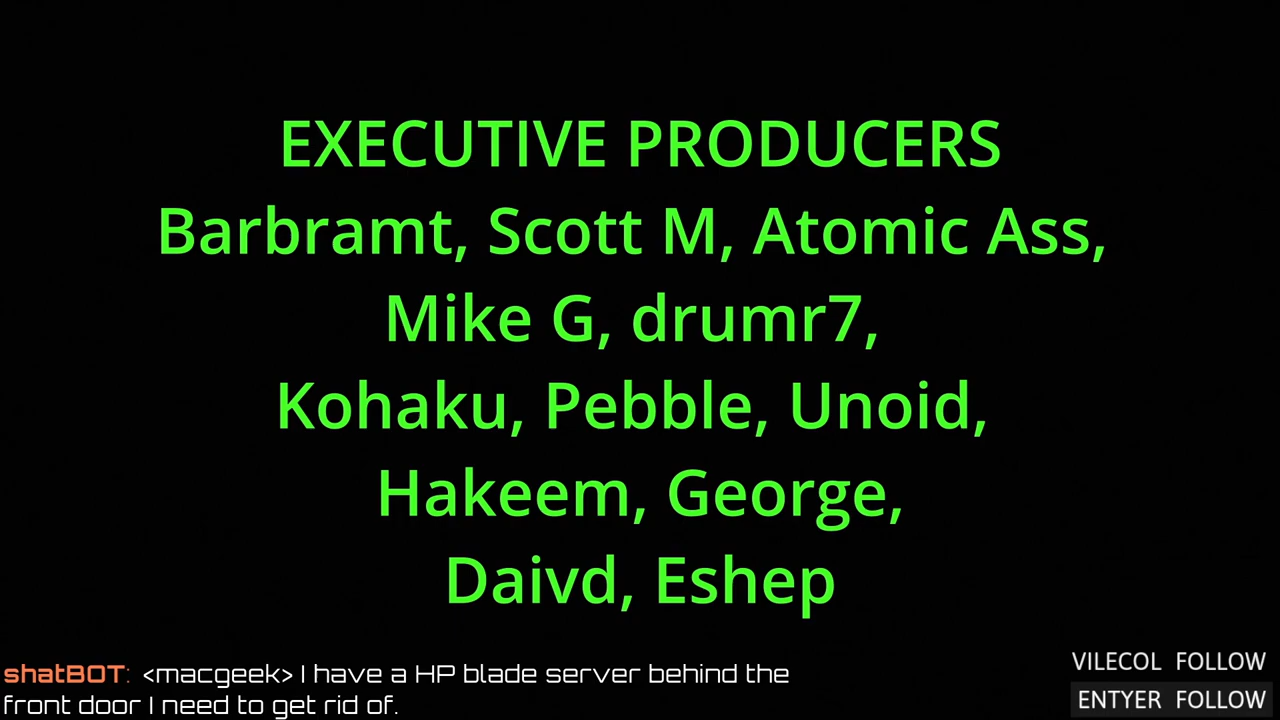 EXECUTIVE PRODUCERS
Barbramt, Scott M, Atomic Ass,
Mike G, drumr7,
Kohaku, Pebble, Unoid,
Hakeem, George,
Daivd, Eshep
shatBOT: <macgeek> I have a HP blade server behind the
front door I need to get rid of.
VILECOL FOLLOW
ENTYER FOLLOW